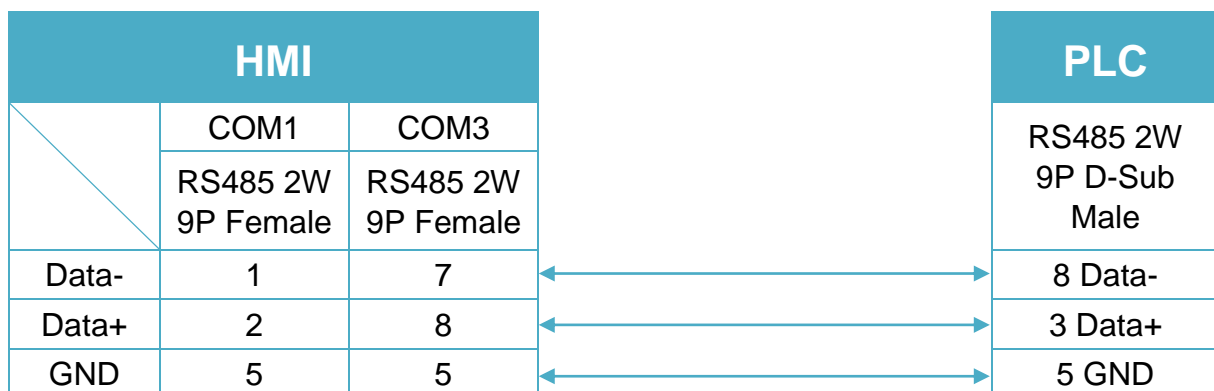 HMI
PLC
COM1 COM3
RS485 2W
9P Female
RS485 2W
9P Female
RS485 2W
9P D-Sub
Male
Data- 1 7 8 Data-
Data+ 2 8 3 Data+
GND 5 5 5 GND